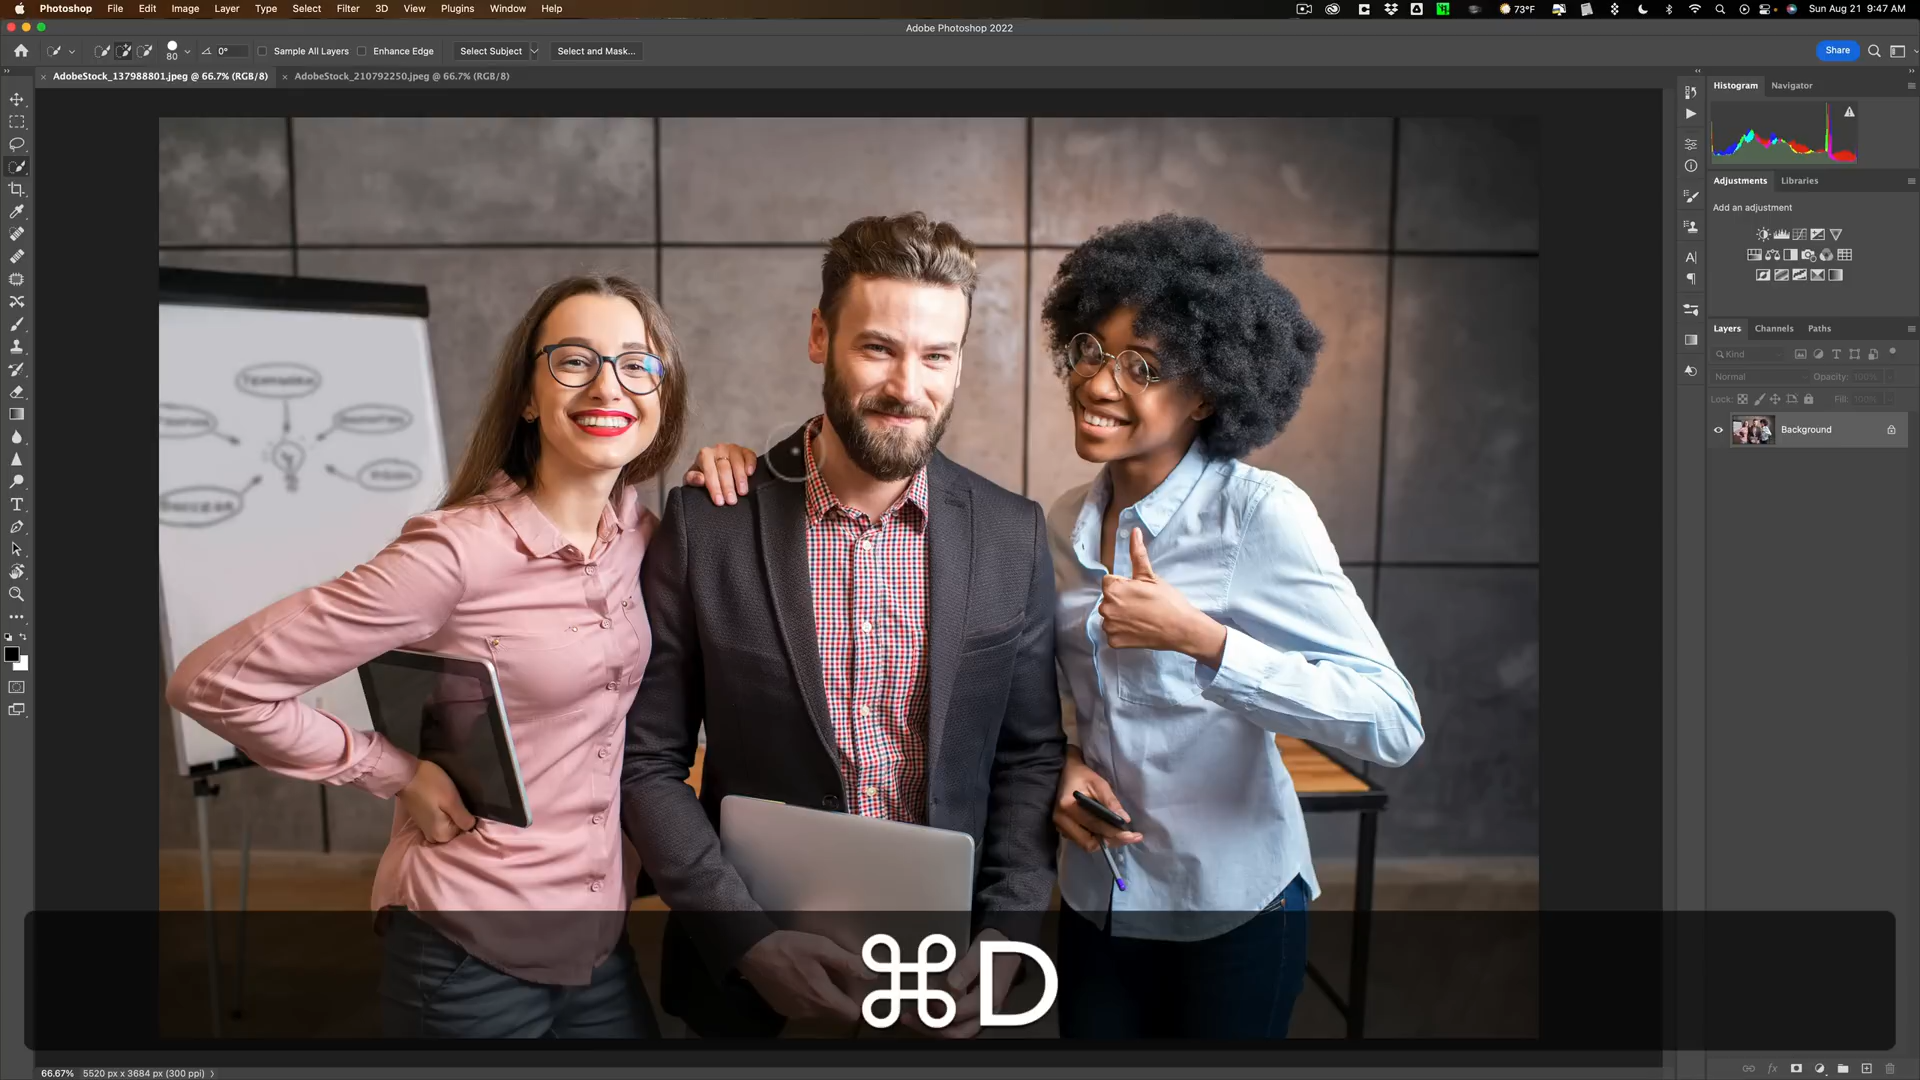 Photoshop File Edit Image Layer Type Select Filter 3D View Plugins Window Help
73°F Sun Aug 21 9:47 AM
Adobe Photoshop 2022
80 0° Sample All Layers Enhance Edge Select Subject Select and Mask... Share
× AdobeStock_137988801.jpeg @ 66.7% (RGB/8) × AdobeStock_210792250.jpeg @ 66.7% (RGB/8)
Histogram Navigator
Adjustments Libraries
Add an adjustment
Layers Channels Paths
Kind
Normal Opacity: 100%
Lock: Fill: 100%
Background
⌘D
66.67% 5520 px x 3684 px (300 ppi)